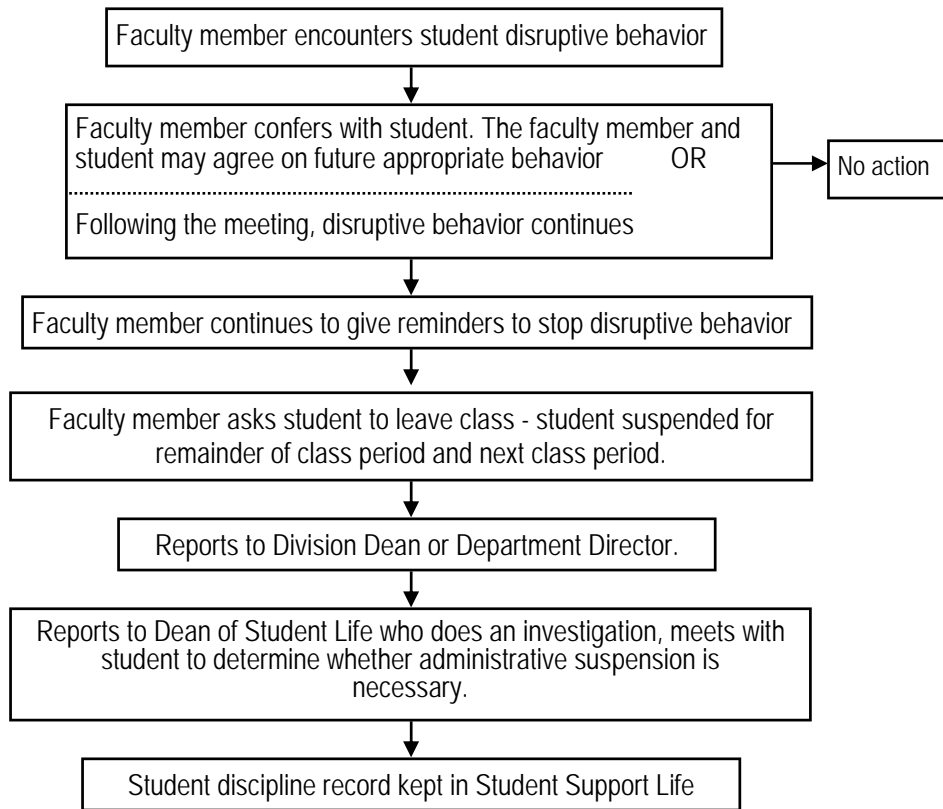 Faculty member encounters student disruptive behavior
Faculty member confers with student. The faculty member and
student may agree on future appropriate behavior OR
No action
Following the meeting, disruptive behavior continues
Faculty member continues to give reminders to stop disruptive behavior
Faculty member asks student to leave class - student suspended for
remainder of class period and next class period.
Reports to Division Dean or Department Director.
Reports to Dean of Student Life who does an investigation, meets with
student to determine whether administrative suspension is
necessary.
Student discipline record kept in Student Support Life